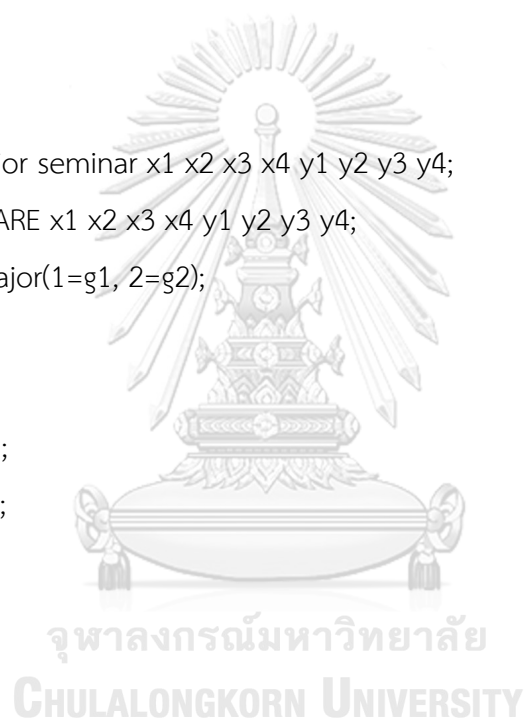 or seminar x1 x2 x3 x4 y1 y2 y3 y4;
ARE x1 x2 x3 x4 y1 y2 y3 y4;
ajor(1=g1, 2=g2);
;
;
จุฬาลงกรณ์มหาวิทยาลัย
CHULALONGKORN UNIVERSITY